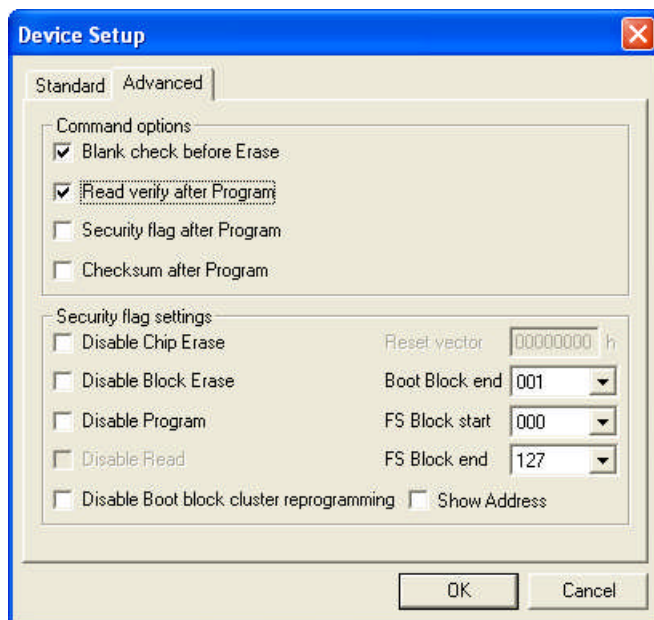 Device Setup
Standard Advanced
Command options
Blank check before Erase
Read verify after Program
Security flag after Program
Checksum after Program
Security flag settings
Disable Chip Erase Reset vector 00000000 h
Disable Block Erase Boot Block end 001
Disable Program FS Block start 000
Disable Read FS Block end 127
Disable Boot block cluster reprogramming Show Address
OK Cancel